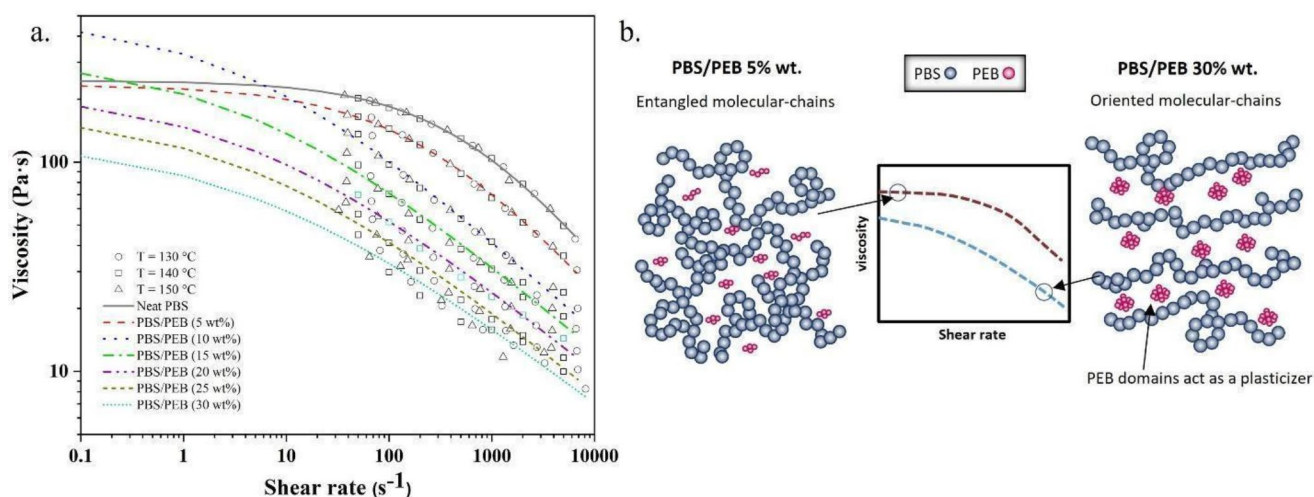 a.
Viscosity (Pa·s)
100
10
T = 130 °C
T = 140 °C
T = 150 °C
Neat PBS
PBS/PEB (5 wt%)
PBS/PEB (10 wt%)
PBS/PEB (15 wt%)
PBS/PEB (20 wt%)
PBS/PEB (25 wt%)
PBS/PEB (30 wt%)
0.1 1 10 100 1000 10000
Shear rate (s⁻¹)
b.
PBS/PEB 5% wt.
Entangled molecular-chains
PBS PEB
PBS/PEB 30% wt.
Oriented molecular-chains
viscosity
Shear rate
PEB domains act as a plasticizer